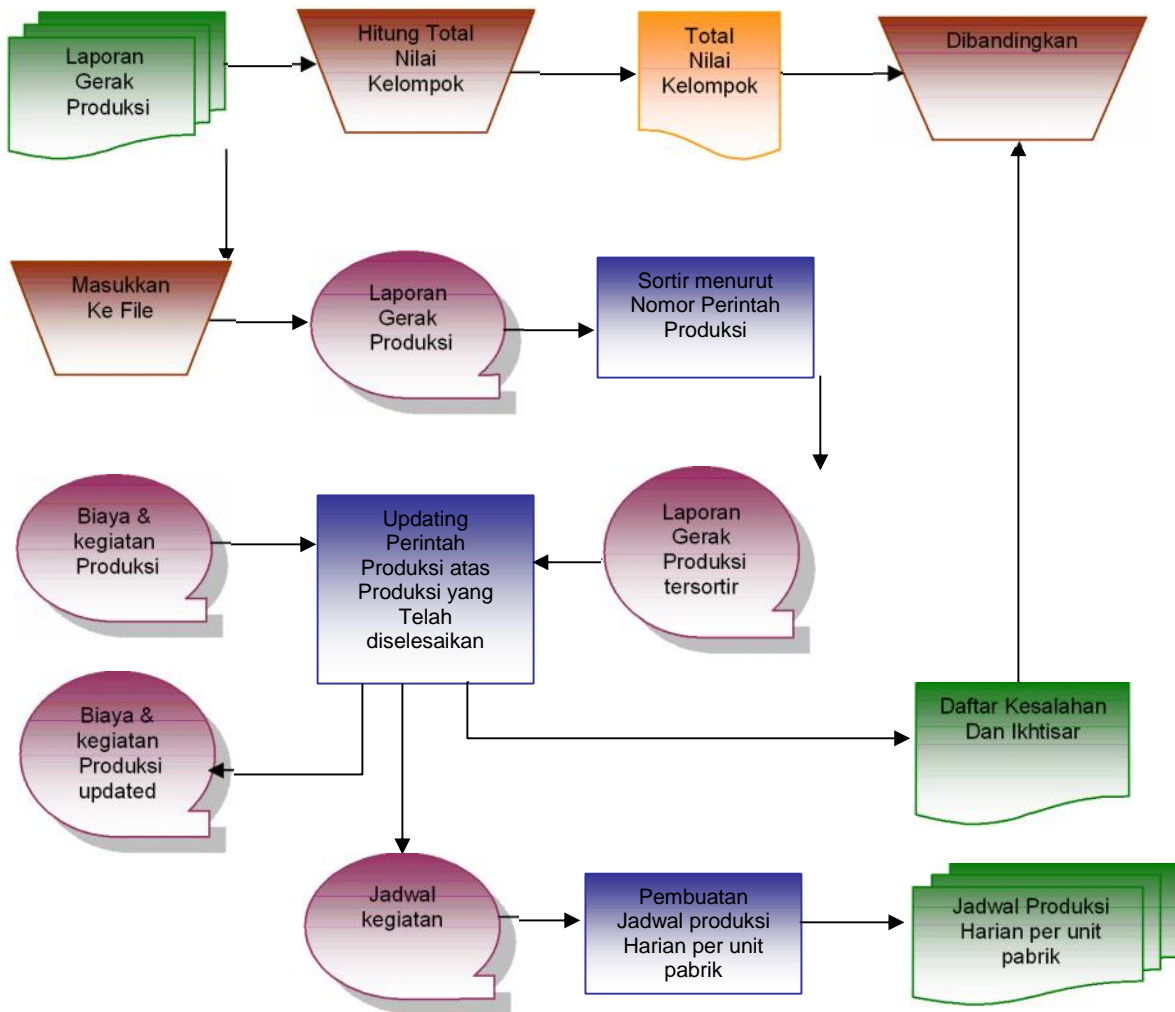 Laporan
Gerak
Produksi
Hitung Total
Nilai
Kelompok
Total
Nilai
Kelompok
Dibandingkan
Masukkan
Ke File
Laporan
Gerak
Produksi
Sortir menurut
Nomor Perintah
Produksi
Biaya &
kegiatan
Produksi
Updating
Perintah
Produksi atas
Produksi yang
Telah
diselesaikan
Laporan
Gerak
Produksi
tersortir
Biaya &
kegiatan
Produksi
updated
Daftar Kesalahan
Dan Ikhtisar
Jadwal
kegiatan
Pembuatan
Jadwal produksi
Harian per unit
pabrik
Jadwal Produksi
Harian per unit
pabrik